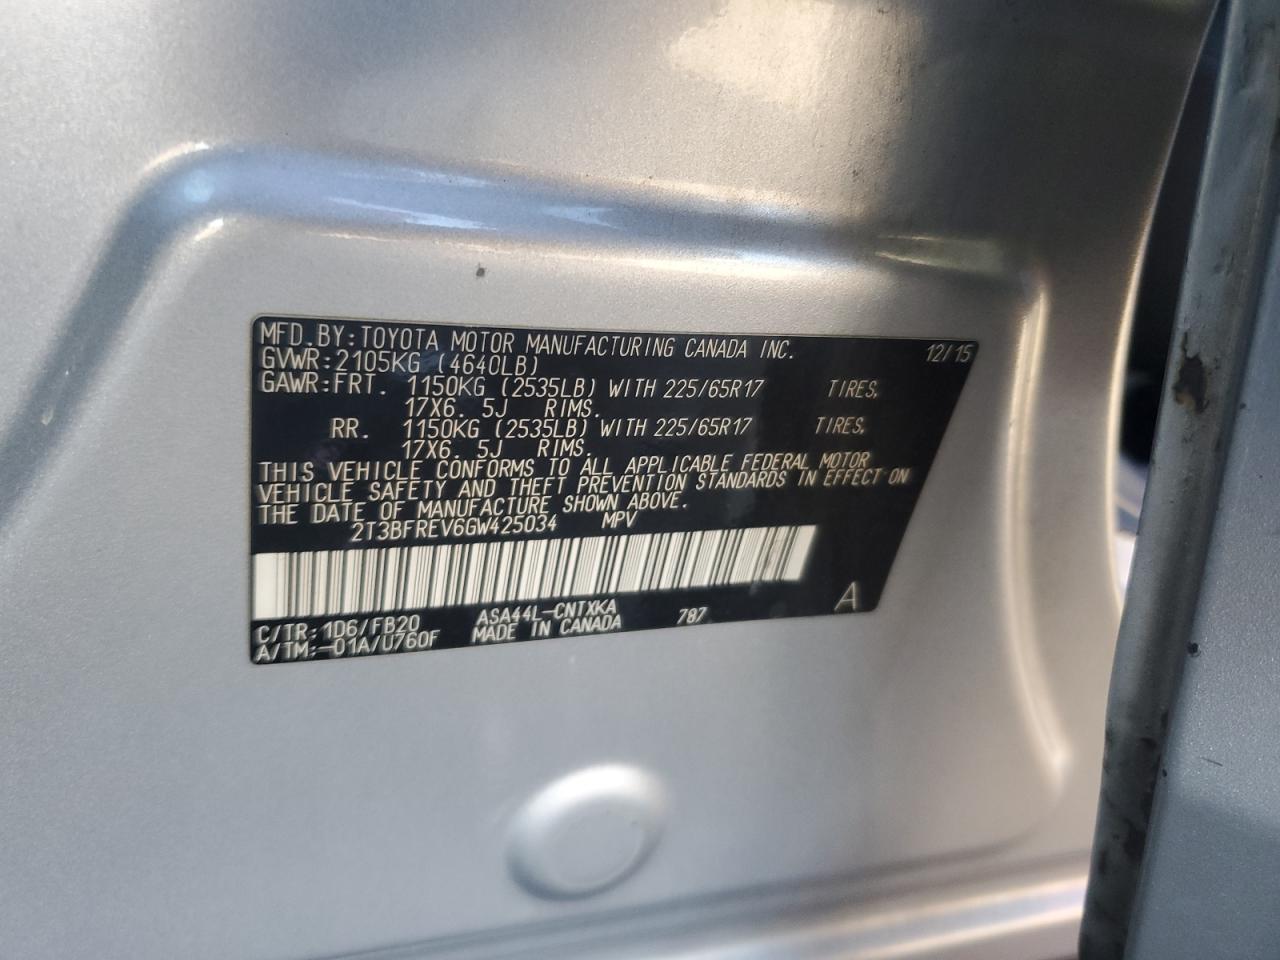 MFD. BY: TOYOTA MOTOR MANUFACTURING CANADA INC. 12/15
GVWR: 2105KG (4640LB)
GAWR: FRT. 1150KG (2535LB) WITH 225/65R17 TIRES,
17X6. 5J RIMS.
RR. 1150KG (2535LB) WITH 225/65R17 TIRES,
17X6. 5J RIMS.
THIS VEHICLE CONFORMS TO ALL APPLICABLE FEDERAL MOTOR
VEHICLE SAFETY AND THEFT PREVENTION STANDARDS IN EFFECT ON
THE DATE OF MANUFACTURE SHOWN ABOVE.
2T3BFREV6GW425034 MPV
A
C/TR: 1D6/FB20 ASA44L-CNTXKA 787
A/TM: -01A/U760F MADE IN CANADA